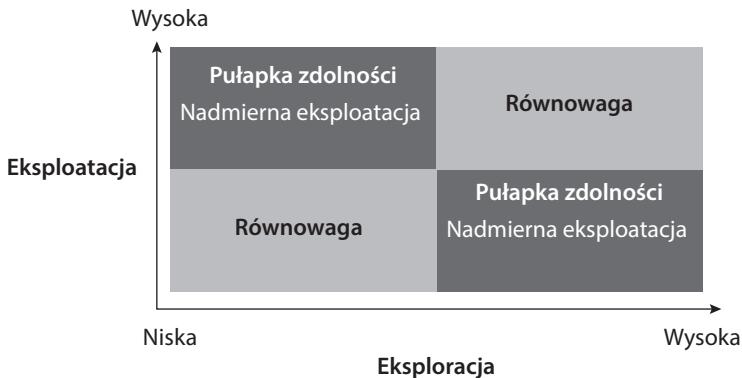 Wysoka
Pułapka zdolności
Nadmierna eksploatacja
Równowaga
Eksploatacja
Równowaga
Pułapka zdolności
Nadmierna eksploatacja
Niska
Wysoka
Eksploracja